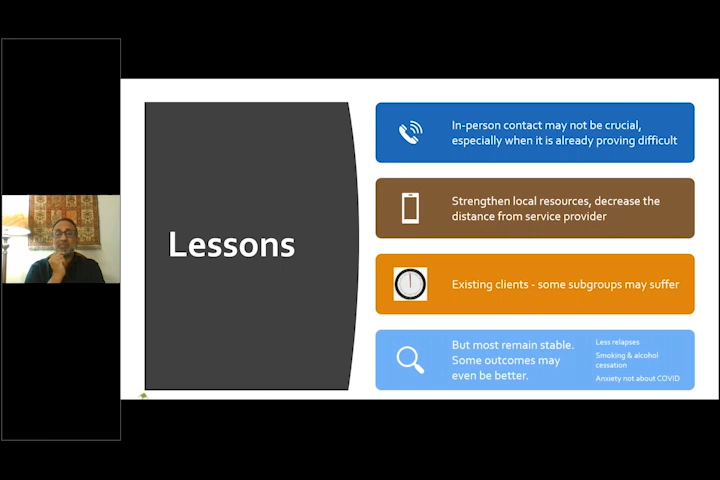 Lessons
In-person contact may not be crucial,
especially when it is already proving difficult
Strengthen local resources, decrease the
distance from service provider
Existing clients - some subgroups may suffer
But most remain stable.
Some outcomes may
even be better.
Less relapses
Smoking & alcohol
cessation
Anxiety not about COVID